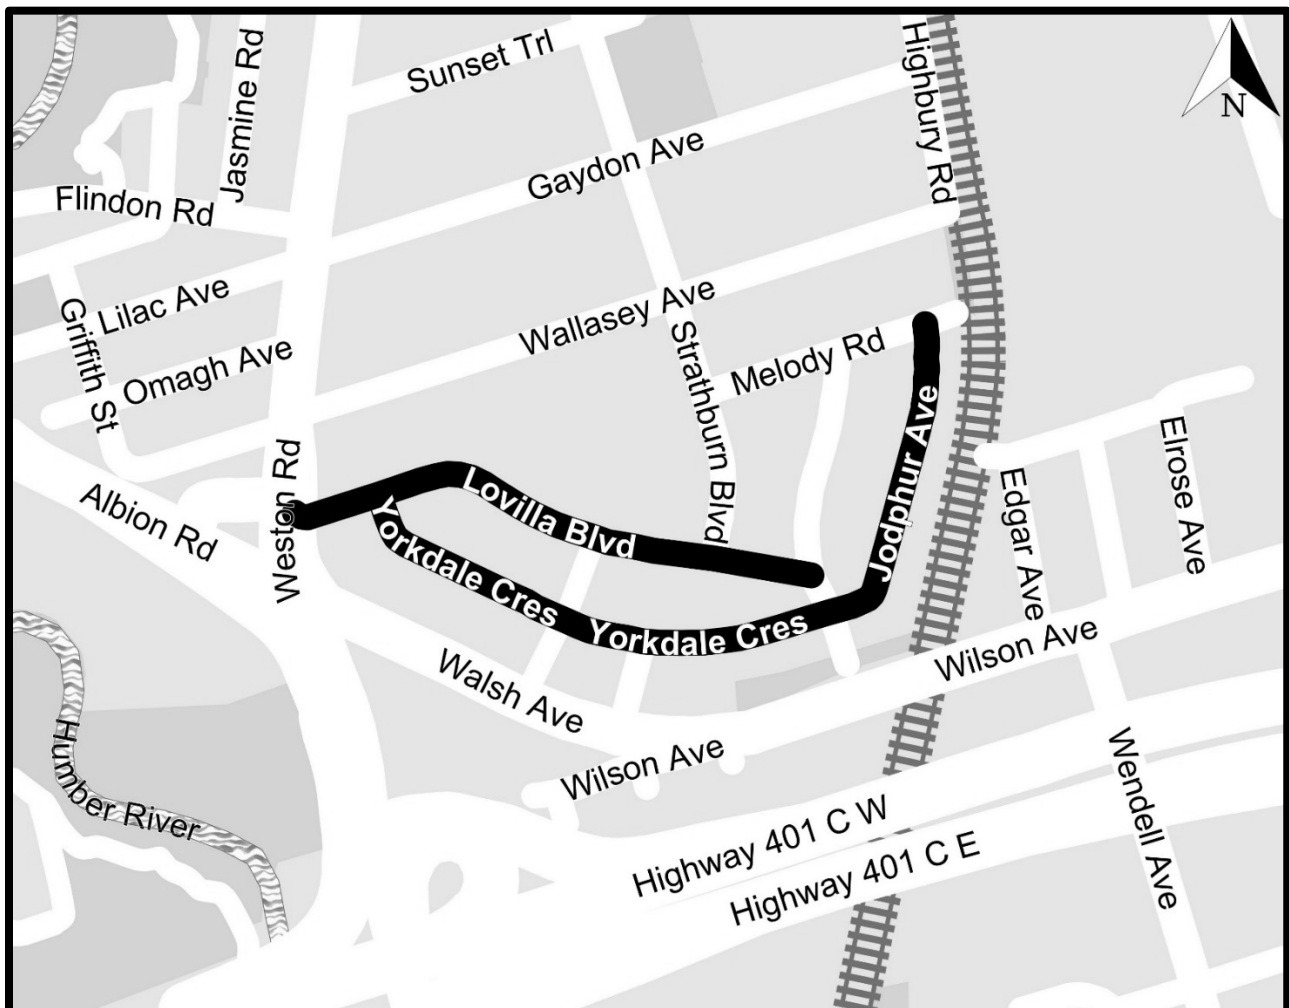 Sunset Trl
Highbury Rd
Jasmine Rd
N
Gaydon Ave
Flindon Rd
Lilac Ave
Griffith St
Wallasey Ave
Omagh Ave
Strathburn Blvd
Melody Rd
Jodphur Ave
Elrose Ave
Edgar Ave
Weston Rd
Albion Rd
Lovilla Blvd
Yorkdale Cres
Yorkdale Cres
Walsh Ave
Wilson Ave
Wilson Ave
Humber River
Wendell Ave
Highway 401 C W
Highway 401 C E